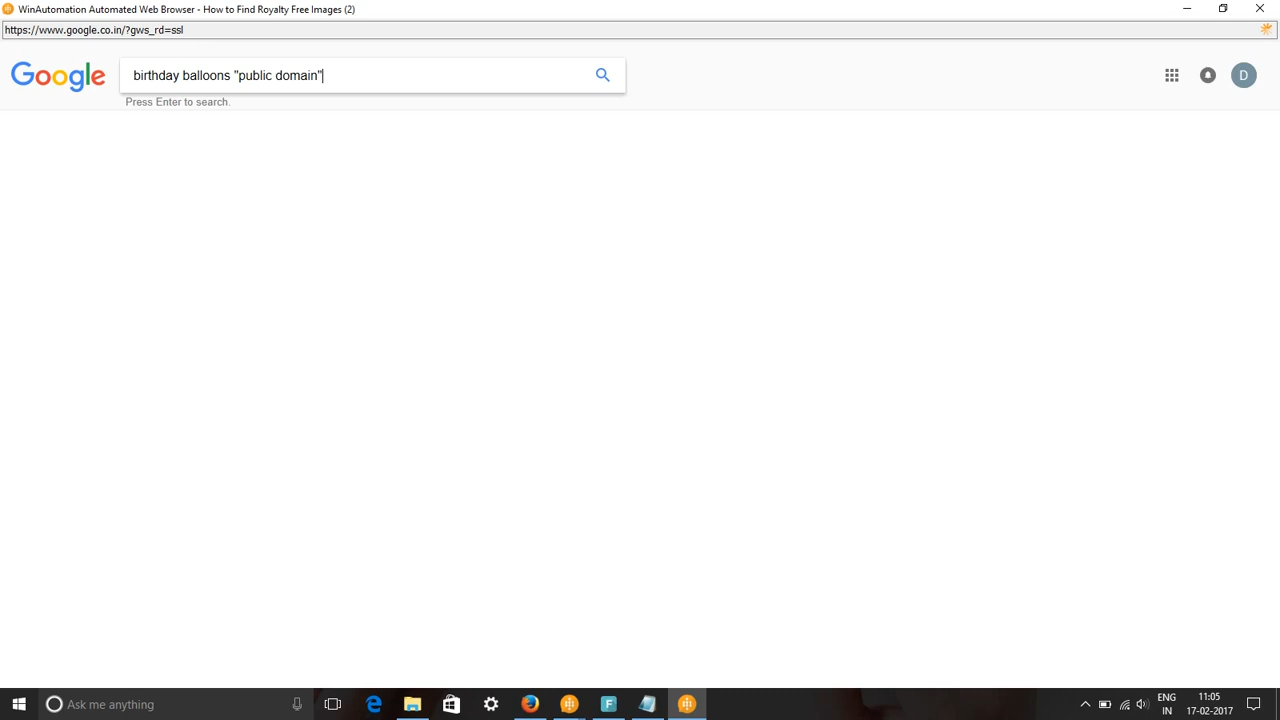 WinAutomation Automated Web Browser - How to Find Royalty Free Images (2)
https://www.google.co.in/?gws_rd=ssl
Google
birthday balloons "public domain"
D
Press Enter to search.
Ask me anything
F
ENG
IN
11:05
17-02-2017